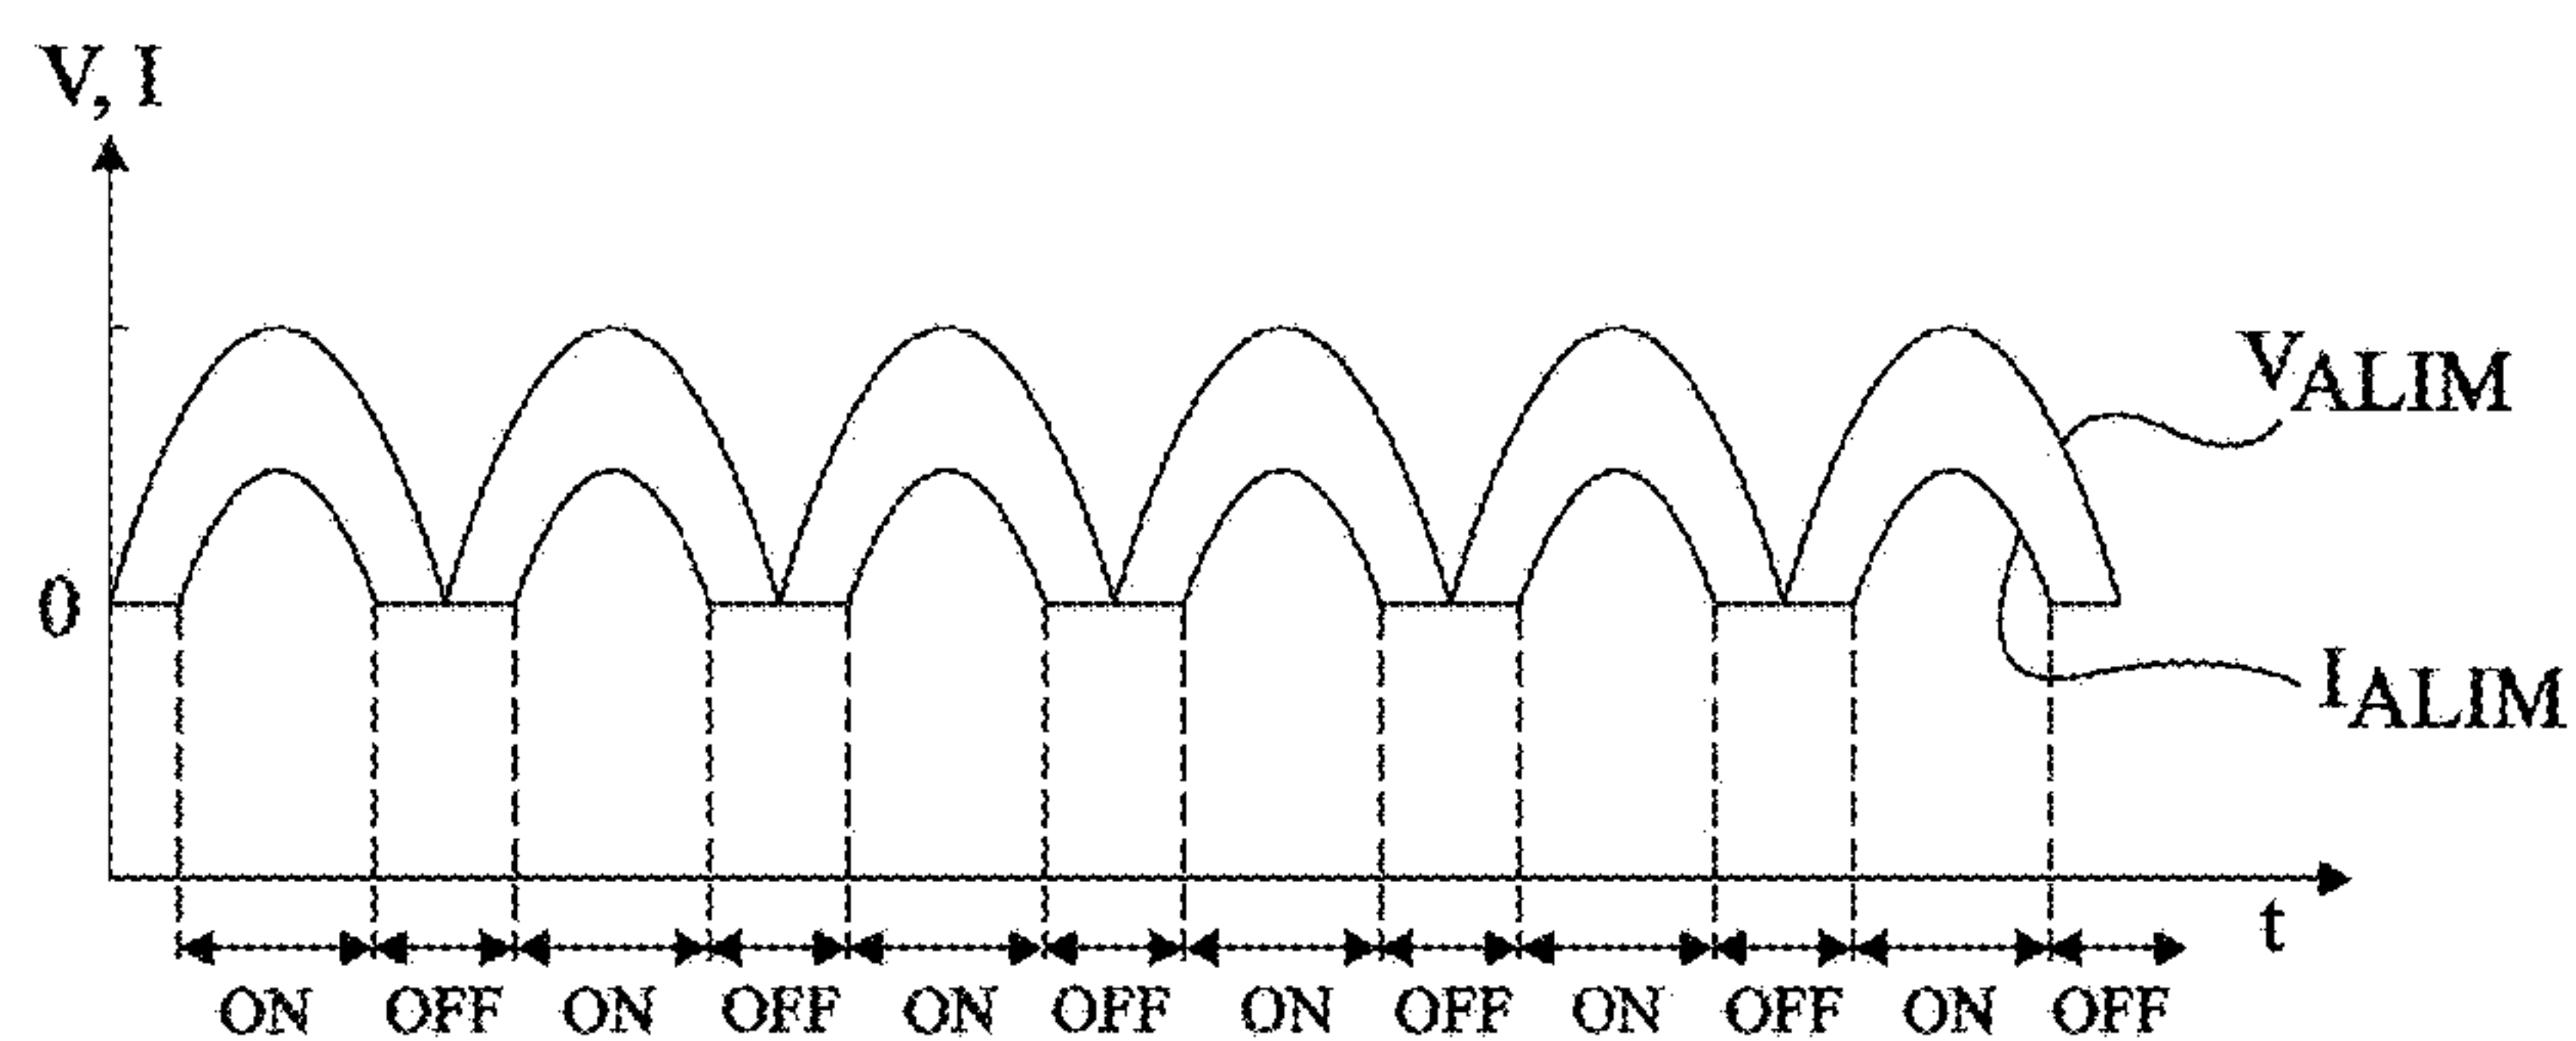 V, I
VALIM
0
IALIM
t
ON OFF ON OFF ON OFF ON OFF ON OFF ON OFF